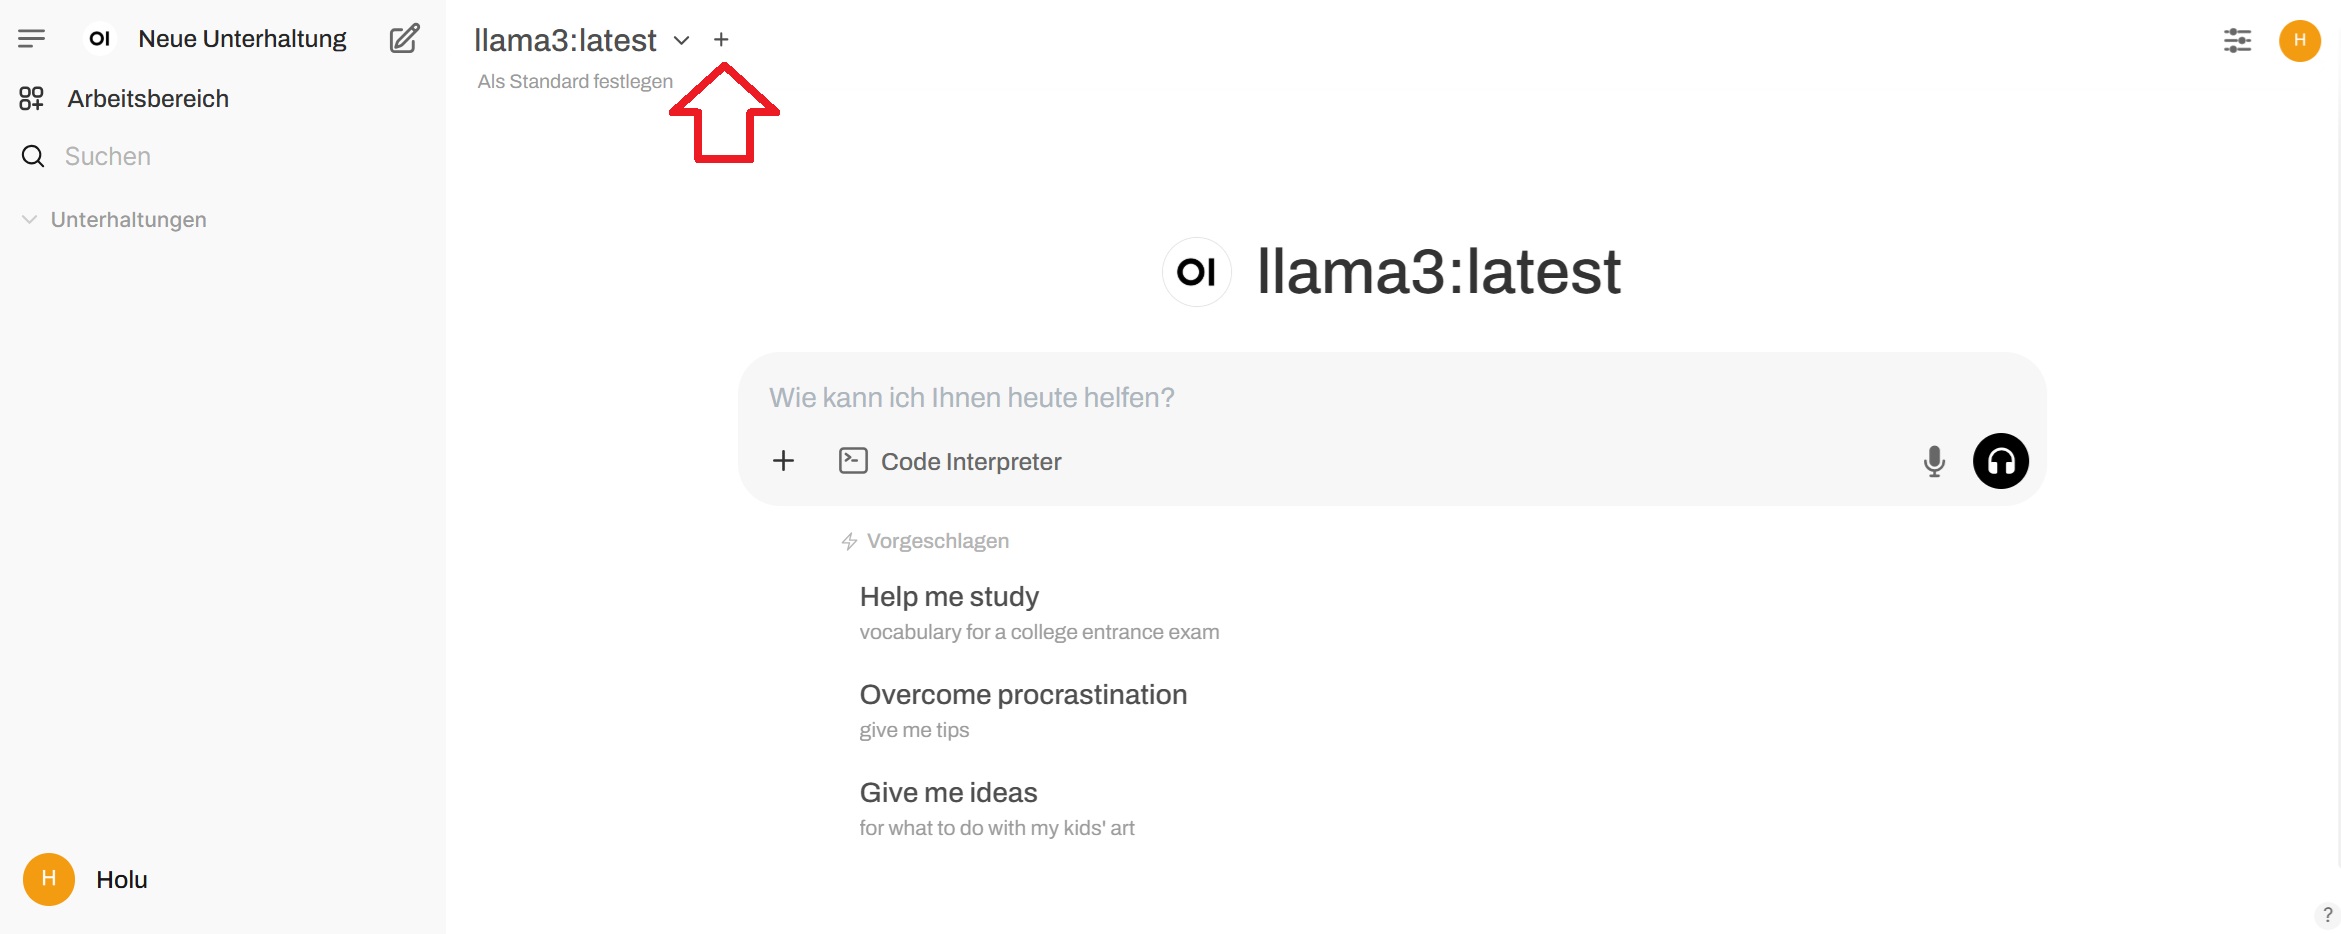 OI Neue Unterhaltung
Arbeitsbereich
Suchen
Unterhaltungen
Holu
H
llama3:latest
Als Standard festlegen
H
OI llama3:latest
Wie kann ich Ihnen heute helfen?
Code Interpreter
Vorgeschlagen
Help me study
vocabulary for a college entrance exam
Overcome procrastination
give me tips
Give me ideas
for what to do with my kids' art
?